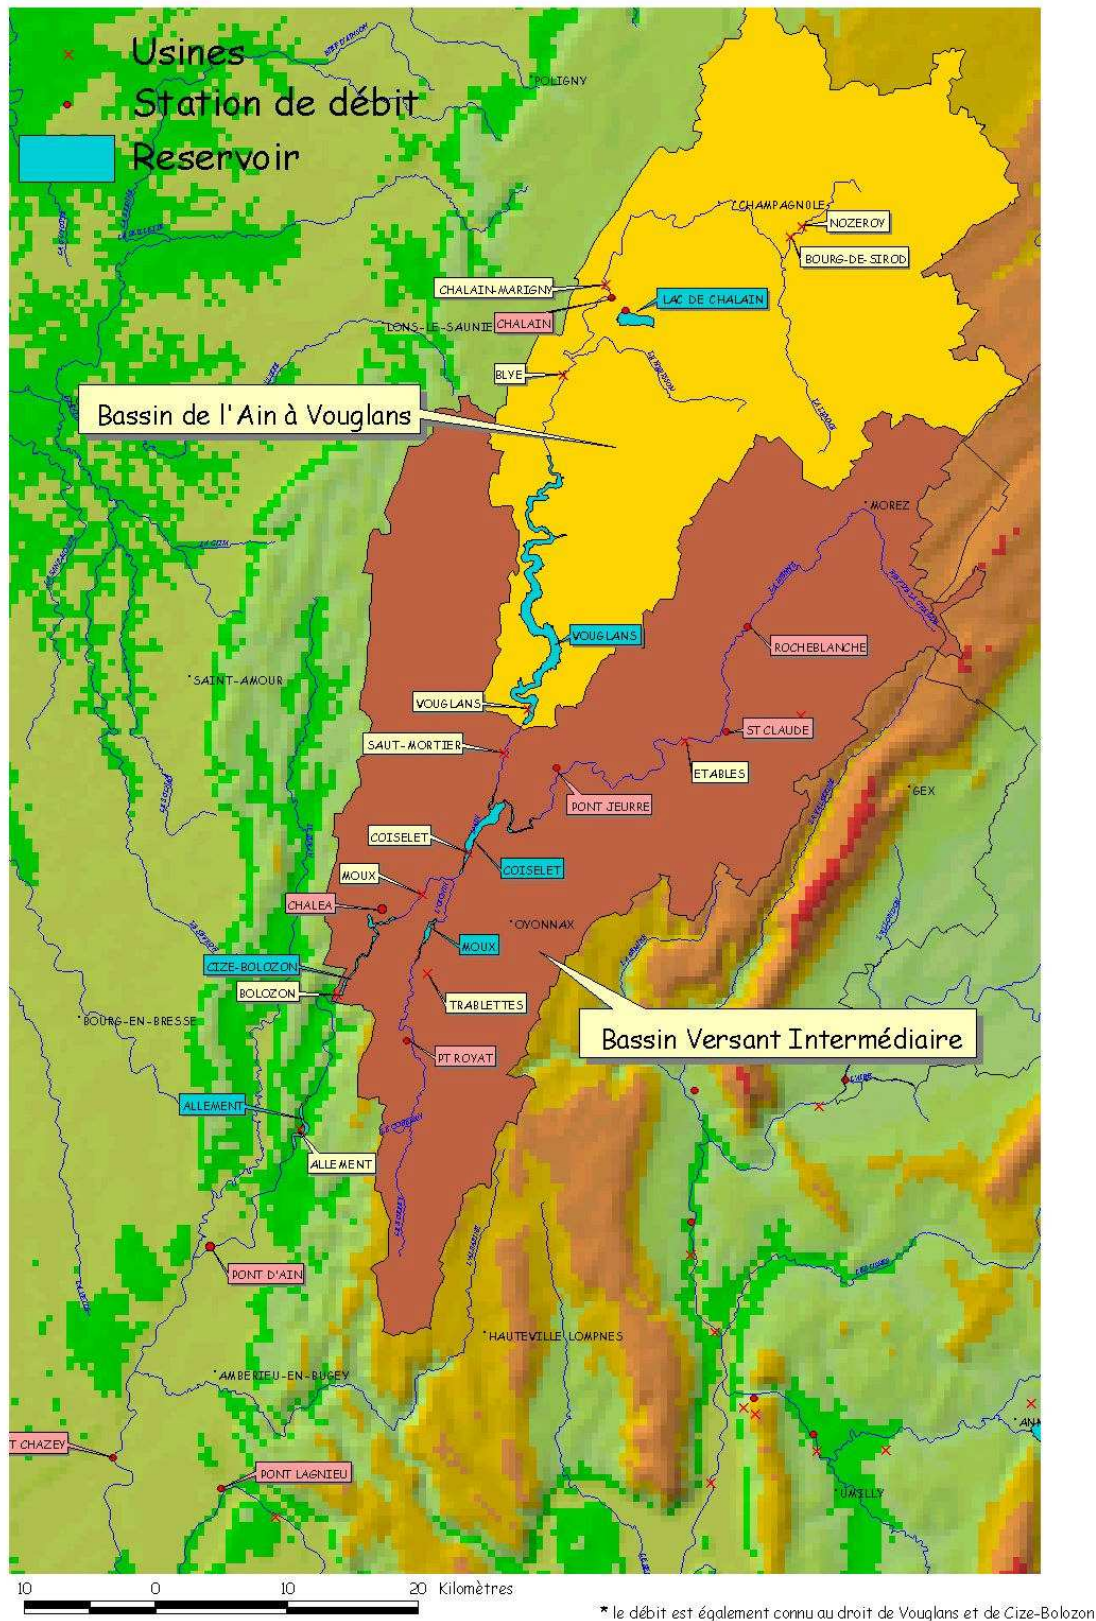 Usines
Station de débit
Reservoir
POLIGNY
CHAMPAGNOLE
NOZEROY
BOURG-DE-SIROD
CHALAIN-MARIGNY
LAC DE CHALAIN
LONS-LE-SAUNIE
CHALAIN
BLYE
Bassin de l'Ain à Vouglans
MOREZ
ROCHEBLANCHE
VOUGLANS
SAINT-AMOUR
VOUGLANS
ST CLAUDE
SAUT-MORTIER
ETABLES
GEX
PONT JEURRE
COISELET
COISELET
MOUX
CHALEA
OYONNAX
MOUX
CIZE-BOLOZON
BOLOZON
TRABLETTES
BOURG-EN-BRESSE
Bassin Versant Intermédiaire
PT ROYAT
ALLEMENT
ALLEMENT
PONT D'AIN
HAUTEVILLE LOMPNES
AMBERIEU-EN-BUGEY
T CHAZEY
PONT LAGNIEU
ANN
10 0 10 20 Kilomètres
* le débit est également connu au droit de Vouglans et de Cize-Bolozon